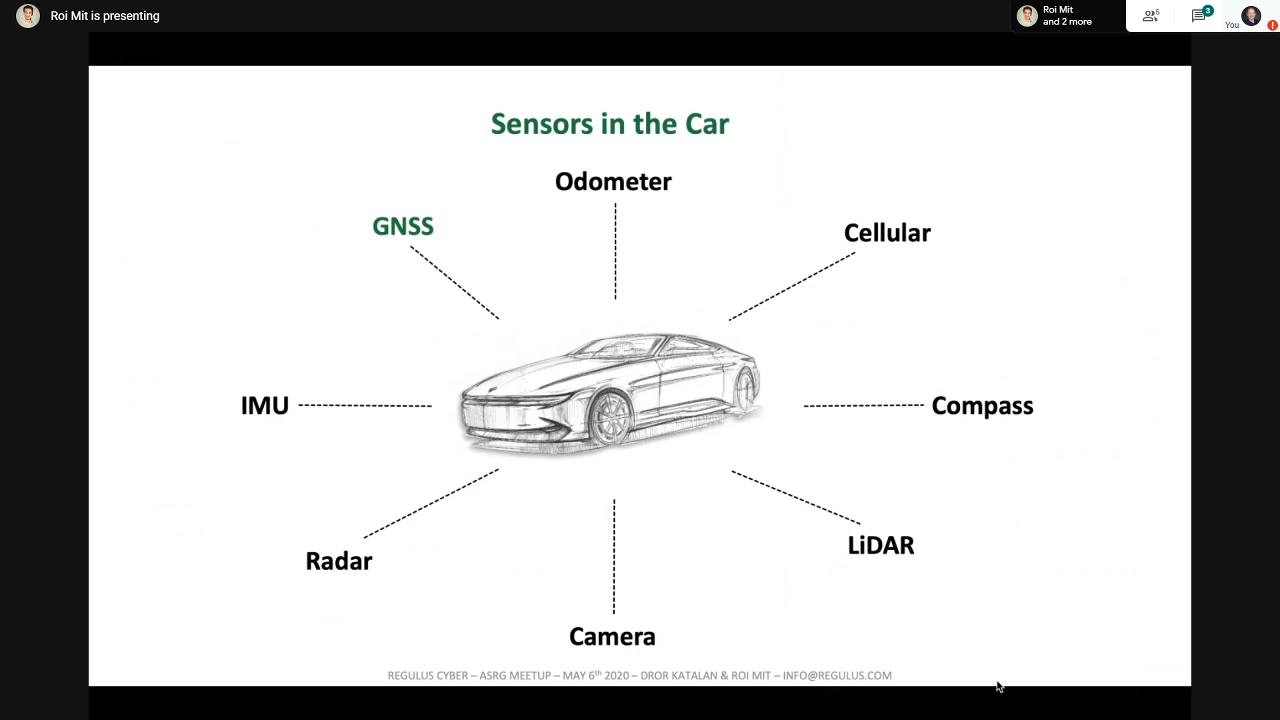 Roi Mit is presenting
Roi Mit
and 2 more
5
3
You
Sensors in the Car
Odometer
GNSS
Cellular
IMU
Compass
Radar
LiDAR
Camera
REGULUS CYBER – ASRG MEETUP – MAY 6th 2020 – DROR KATALAN & ROI MIT – INFO@REGULUS.COM